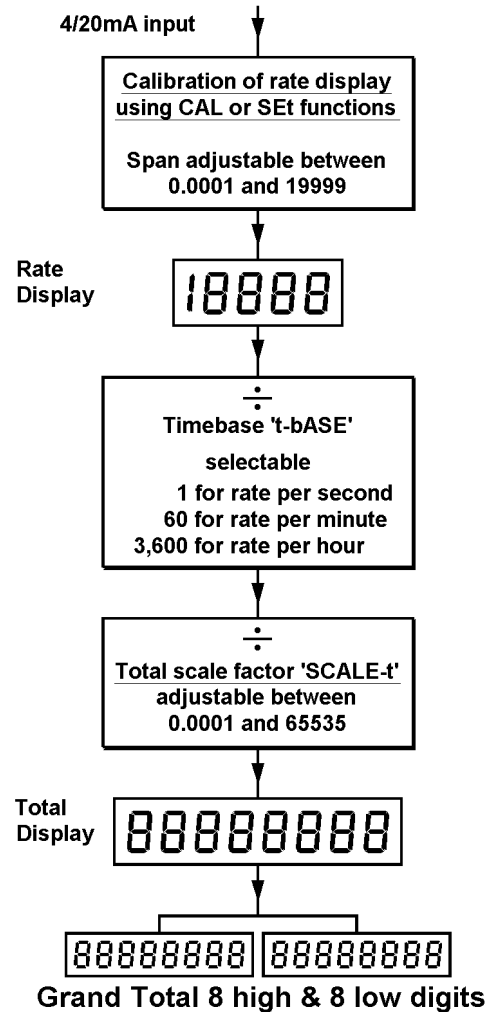 4/20mA input
Calibration of rate display
using CAL or SEt functions
Span adjustable between
0.0001 and 19999
Rate
Display
18888
÷
Timebase 't-bASE'
selectable
1 for rate per second
60 for rate per minute
3,600 for rate per hour
÷
Total scale factor 'SCALE-t'
adjustable between
0.0001 and 65535
Total
Display
88888888
88888888 88888888
Grand Total 8 high & 8 low digits